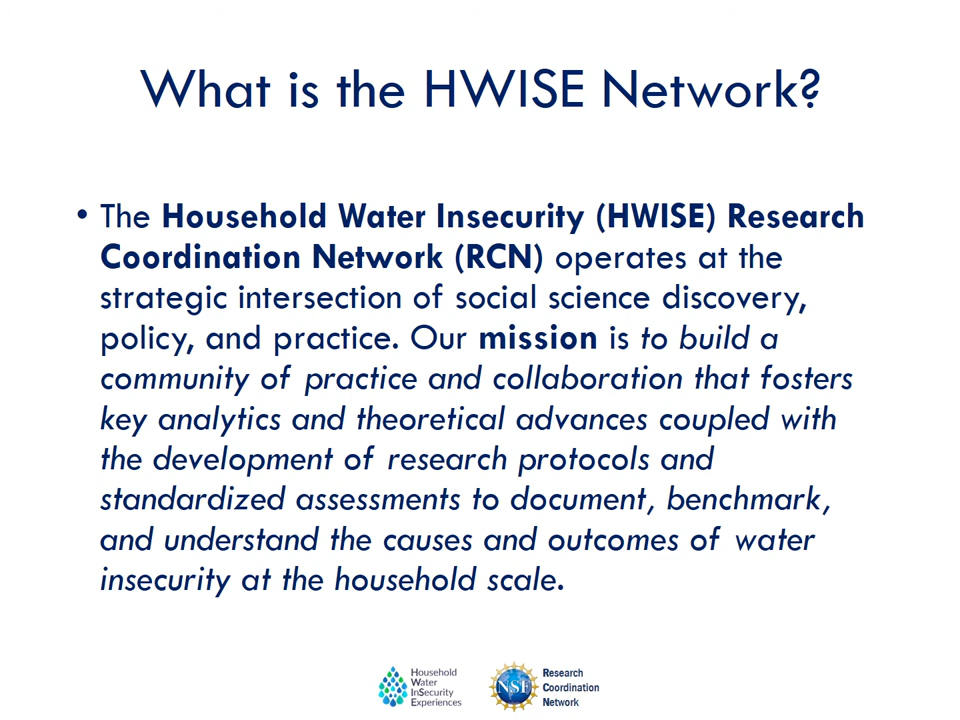 What is the HWISE Network?
• The Household Water Insecurity (HWISE) Research
Coordination Network (RCN) operates at the
strategic intersection of social science discovery,
policy, and practice. Our mission is to build a
community of practice and collaboration that fosters
key analytics and theoretical advances coupled with
the development of research protocols and
standardized assessments to document, benchmark,
and understand the causes and outcomes of water
insecurity at the household scale.
Household
Water
InSecurity
Experiences
NSF
Research
Coordination
Network